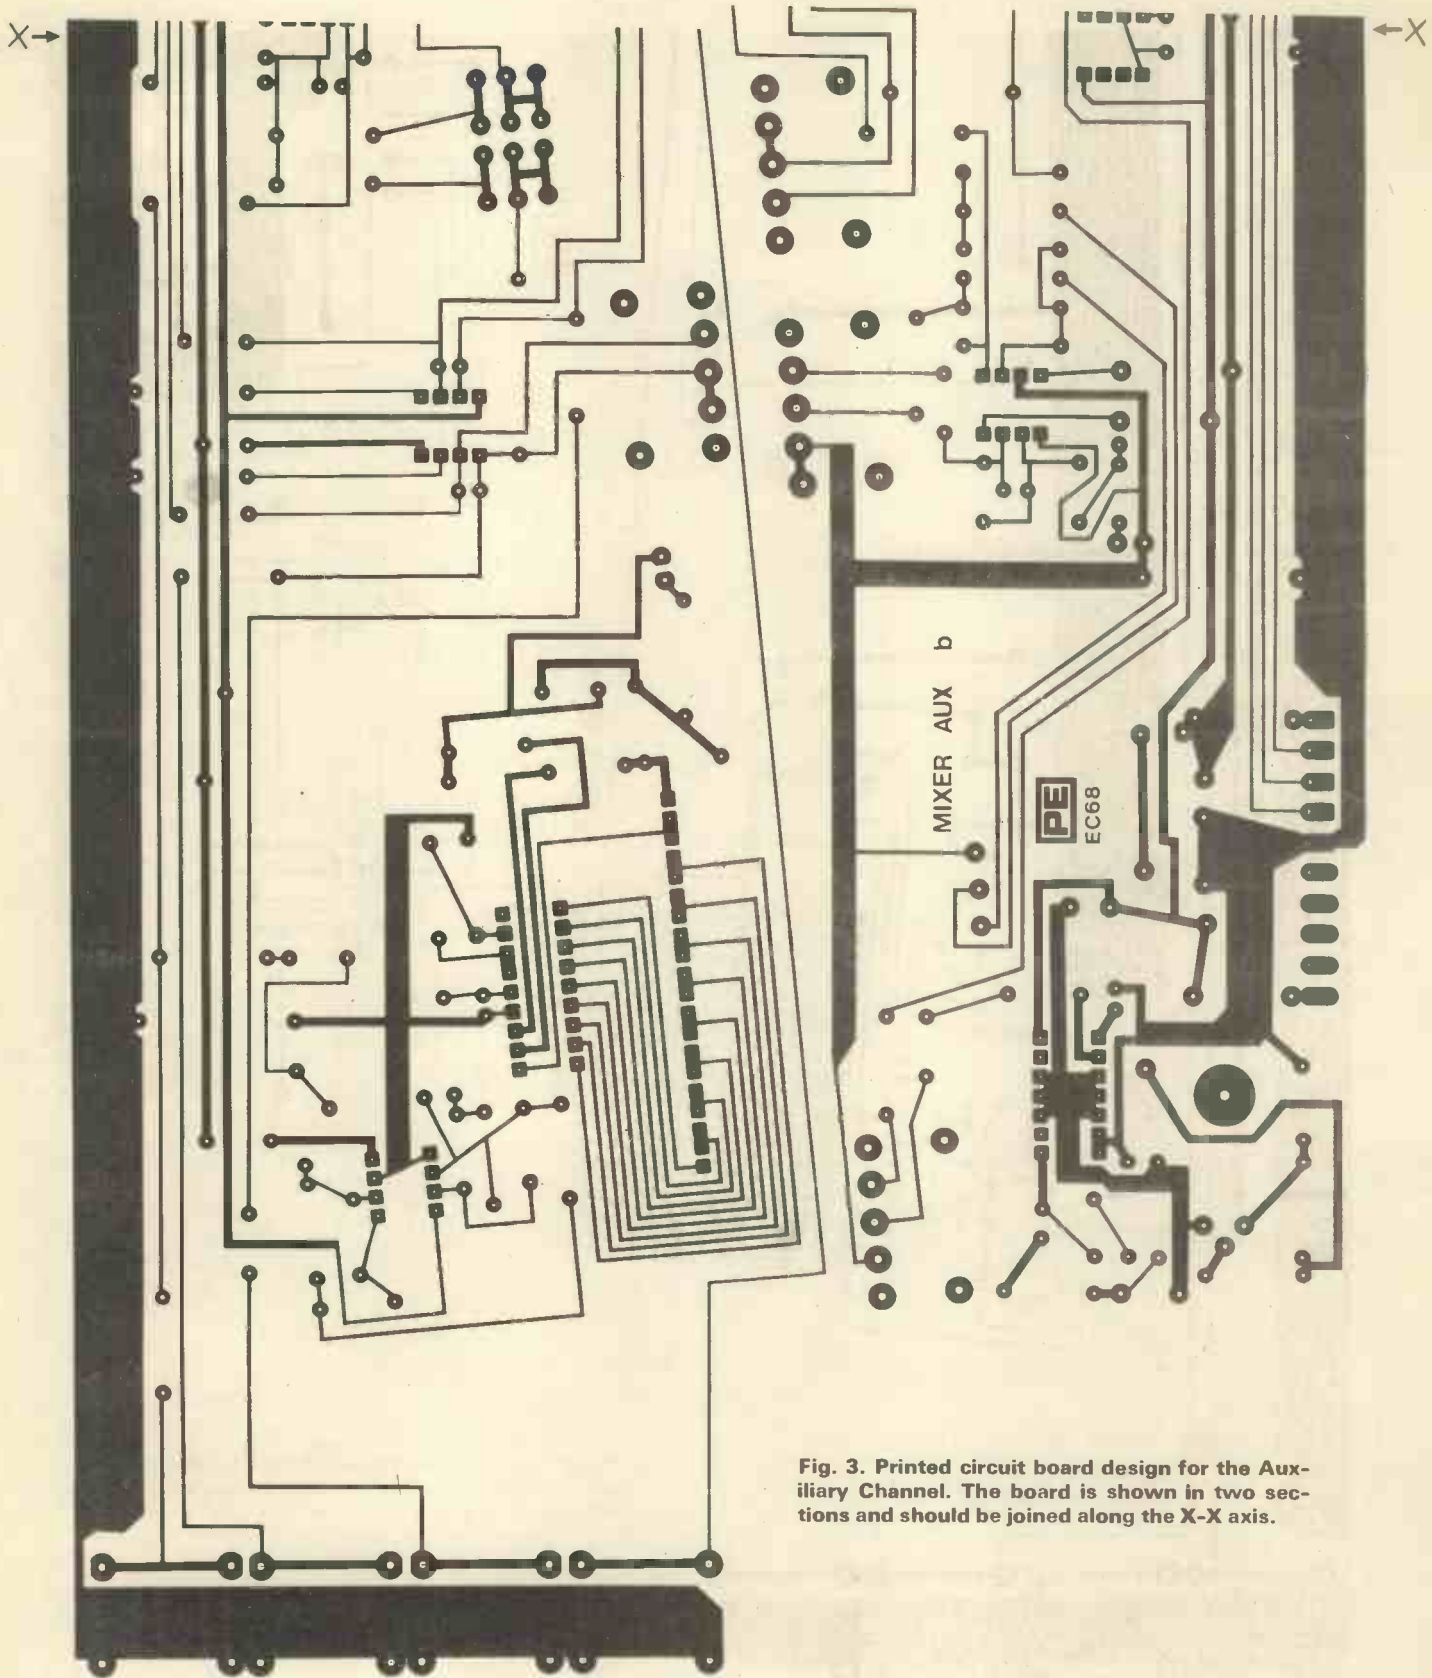 X X
MIXER AUX b
PE
EC68
Fig. 3. Printed circuit board design for the Aux-
iliary Channel. The board is shown in two sec-
tions and should be joined along the X-X axis.